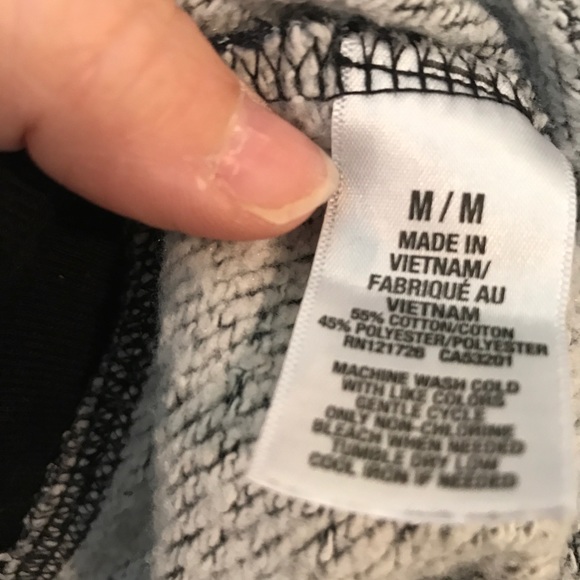 M / M
MADE IN
VIETNAM/
FABRIQUÉ AU
VIETNAM
55% COTTON/COTON
45% POLYESTER/POLYESTER
RN121726 CA53201
MACHINE WASH COLD
WITH LIKE COLORS
GENTLE CYCLE
ONLY NON-CHLORINE
BLEACH WHEN NEEDED
TUMBLE DRY LOW
COOL IRON IF NEEDED